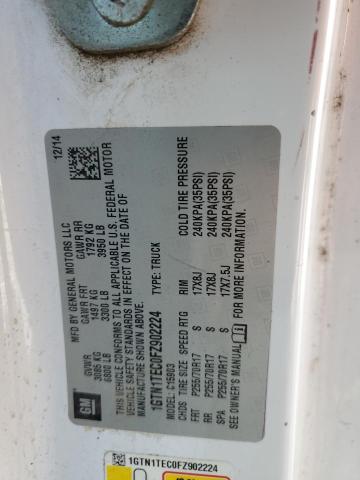 12/14
MFD BY GENERAL MOTORS LLC
GVWR GAWR FRT GAWR RR
3085 KG 1497 KG 1792 KG
6800 LB 3300 LB 3950 LB
THIS VEHICLE CONFORMS TO ALL APPLICABLE U.S. FEDERAL MOTOR
VEHICLE SAFETY STANDARDS IN EFFECT ON THE DATE OF
MANUFACTURE SHOWN ABOVE.
1GTN1TEC0FZ902224 TYPE: TRUCK
MODEL: C15903
CHDS TIRE SIZE SPEED RTG RIM COLD TIRE PRESSURE
FRT P255/70R17 S 17X8J 240KPA(35PSI)
RR P255/70R17 S 17X8J 240KPA(35PSI)
SPA P255/70R17 S 17X7.5J 240KPA(35PSI)
SEE OWNER'S MANUAL FOR MORE INFORMATION.
GM
1GTN1TEC0FZ902224